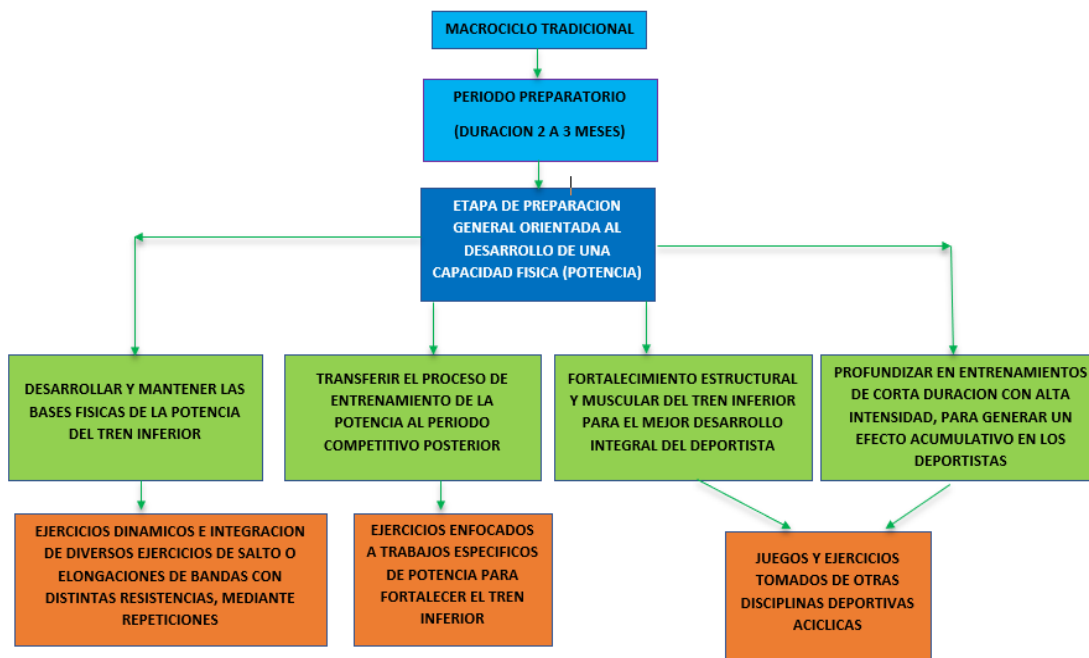 MACROCICLO TRADICIONAL
PERIODO PREPARATORIO
(DURACION 2 A 3 MESES)
ETAPA DE PREPARACION
GENERAL ORIENTADA AL
DESARROLLO DE UNA
CAPACIDAD FISICA (POTENCIA)
DESARROLLAR Y MANTENER LAS
BASES FISICAS DE LA POTENCIA
DEL TREN INFERIOR
TRANSFERIR EL PROCESO DE
ENTRENAMIENTO DE LA
POTENCIA AL PERIODO
COMPETITIVO POSTERIOR
FORTALECIMIENTO ESTRUCTURAL
Y MUSCULAR DEL TREN INFERIOR
PARA EL MEJOR DESARROLLO
INTEGRAL DEL DEPORTISTA
PROFUNDIZAR EN ENTRENAMIENTOS
DE CORTA DURACION CON ALTA
INTENSIDAD, PARA GENERAR UN
EFECTO ACUMULATIVO EN LOS
DEPORTISTAS
EJERCICIOS DINAMICOS E INTEGRACION
DE DIVERSOS EJERCICIOS DE SALTO O
ELONGACIONES DE BANDAS CON
DISTINTAS RESISTENCIAS, MEDIANTE
REPETICIONES
EJERCICIOS ENFOCADOS
A TRABAJOS ESPECIFICOS
DE POTENCIA PARA
FORTALECER EL TREN
INFERIOR
JUEGOS Y EJERCICIOS
TOMADOS DE OTRAS
DISCIPLINAS DEPORTIVAS
ACICLICAS